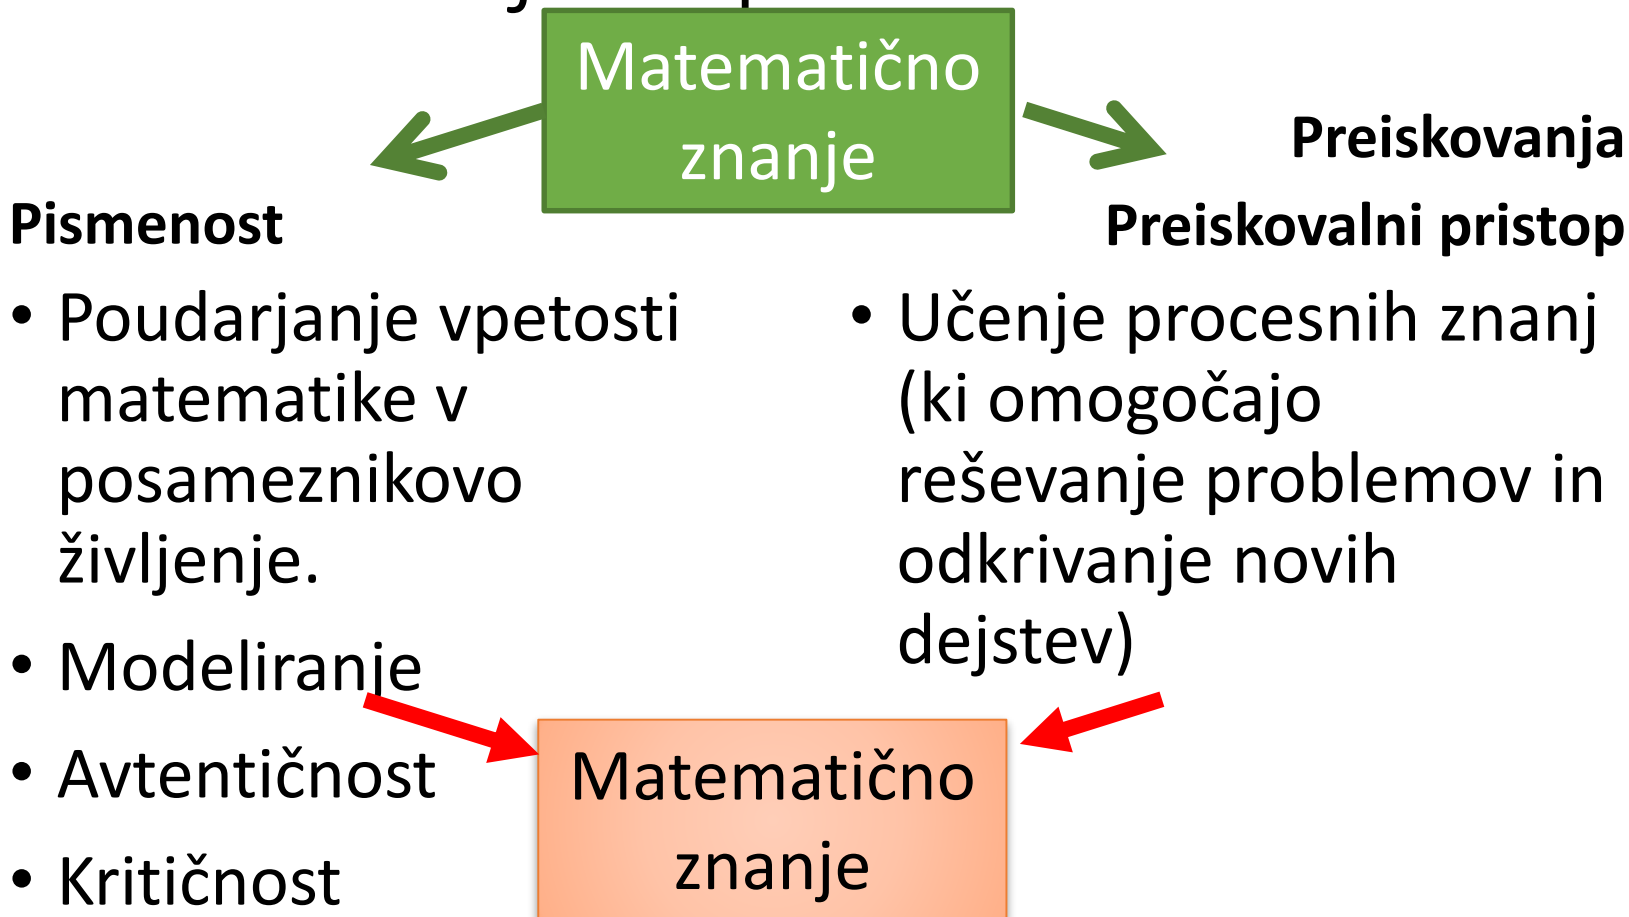 Matematično
znanje
Pismenost
• Poudarjanje vpetosti
matematike v
posameznikovo
življenje.
• Modeliranje
• Avtentičnost
• Kritičnost
Preiskovanja
Preiskovalni pristop
• Učenje procesnih znanj
(ki omogočajo
reševanje problemov in
odkrivanje novih
dejstev)
Matematično
znanje